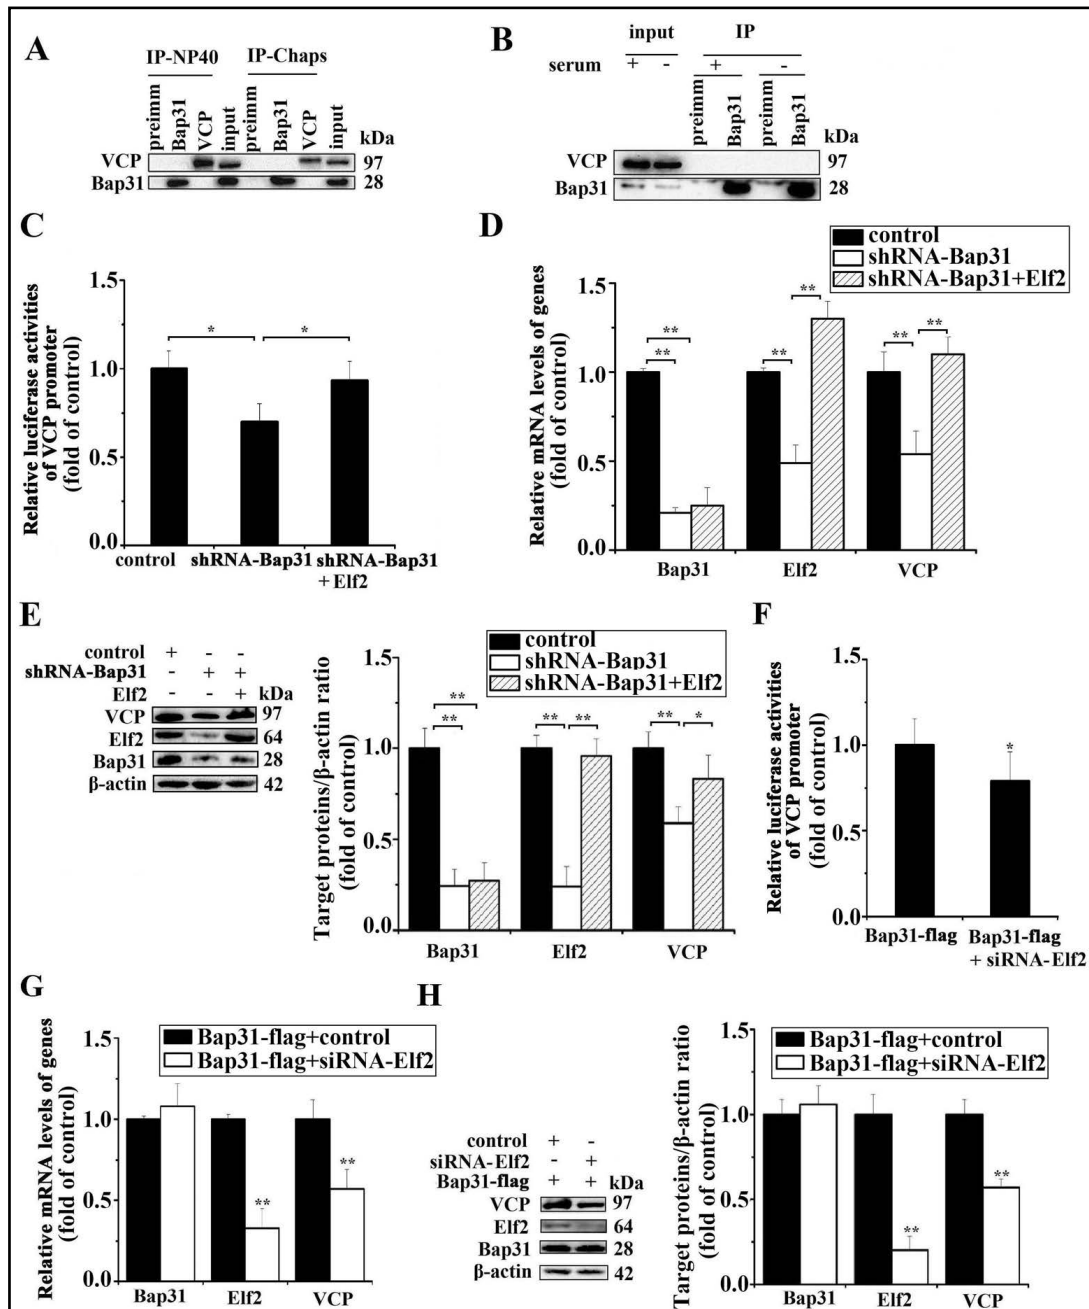 A
IP-NP40 IP-Chaps
preimm Bap31 VCP input preimm Bap31 VCP input kDa
VCP 97
Bap31 28
B
input IP
serum + - + -
preimm Bap31 preimm Bap31 kDa
VCP 97
Bap31 28
C
Relative luciferase activities
of VCP promoter
(fold of control)
1.5
1.0
0.5
0.0
* *
control shRNA-Bap31 shRNA-Bap31
+ Elf2
D
control
shRNA-Bap31
shRNA-Bap31+Elf2
Relative mRNA levels of genes
(fold of control)
1.5
1.0
0.5
0.0
** ** ** ** ** **
Bap31 Elf2 VCP
E
control + - -
shRNA-Bap31 - + +
Elf2 - - + kDa
VCP 97
Elf2 64
Bap31 28
β-actin 42
control
shRNA-Bap31
shRNA-Bap31+Elf2
Target proteins/β-actin ratio
(fold of control)
1.5
1.0
0.5
0.0
** ** ** ** ** *
Bap31 Elf2 VCP
F
Relative luciferase activities
of VCP promoter
(fold of control)
1.5
1.0
0.5
0.0
*
Bap31-flag Bap31-flag
+ siRNA-Elf2
G
Bap31-flag+control
Bap31-flag+siRNA-Elf2
Relative mRNA levels of genes
(fold of control)
1.5
1.0
0.5
0.0
** **
Bap31 Elf2 VCP
H
control + -
siRNA-Elf2 - +
Bap31-flag + + kDa
VCP 97
Elf2 64
Bap31 28
β-actin 42
Bap31-flag+control
Bap31-flag+siRNA-Elf2
Target proteins/β-actin ratio
(fold of control)
1.5
1.0
0.5
0.0
** **
Bap31 Elf2 VCP